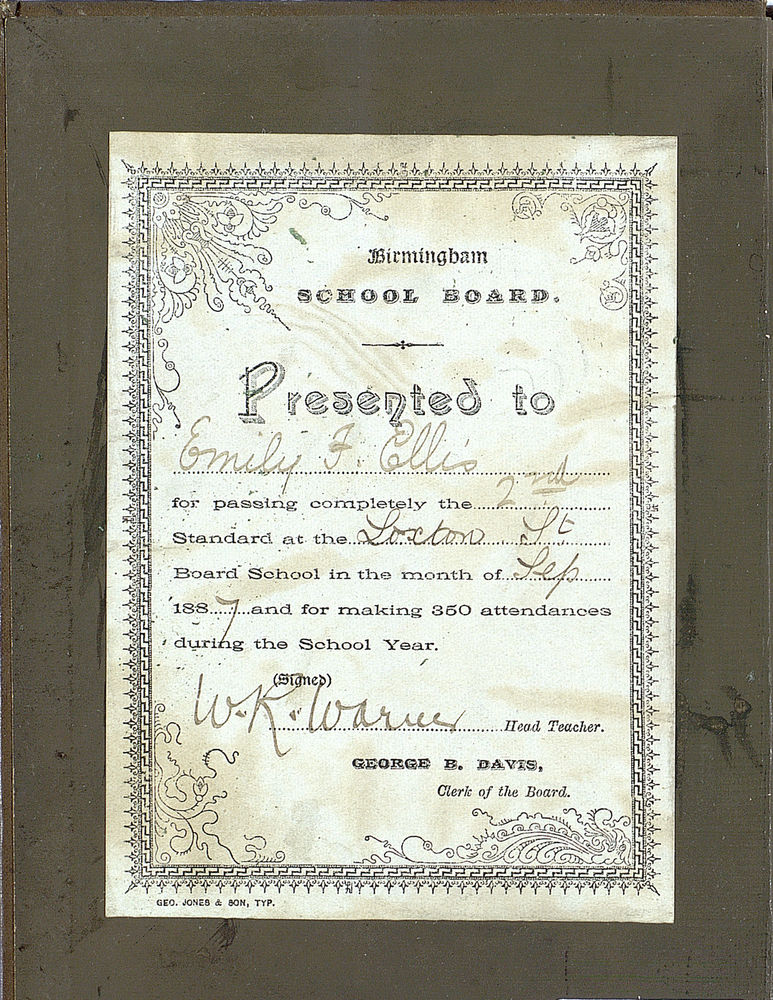 Birmingham
SCHOOL BOARD.
Presented to
Emily F. Ellis
for passing completely the 2nd
Standard at the Loxton St
Board School in the month of Sep
1887 and for making 350 attendances
during the School Year.
(Signed)
W. K. Warner Head Teacher.
GEORGE B. DAVIS,
Clerk of the Board.
GEO. JONES & SON, TYP.